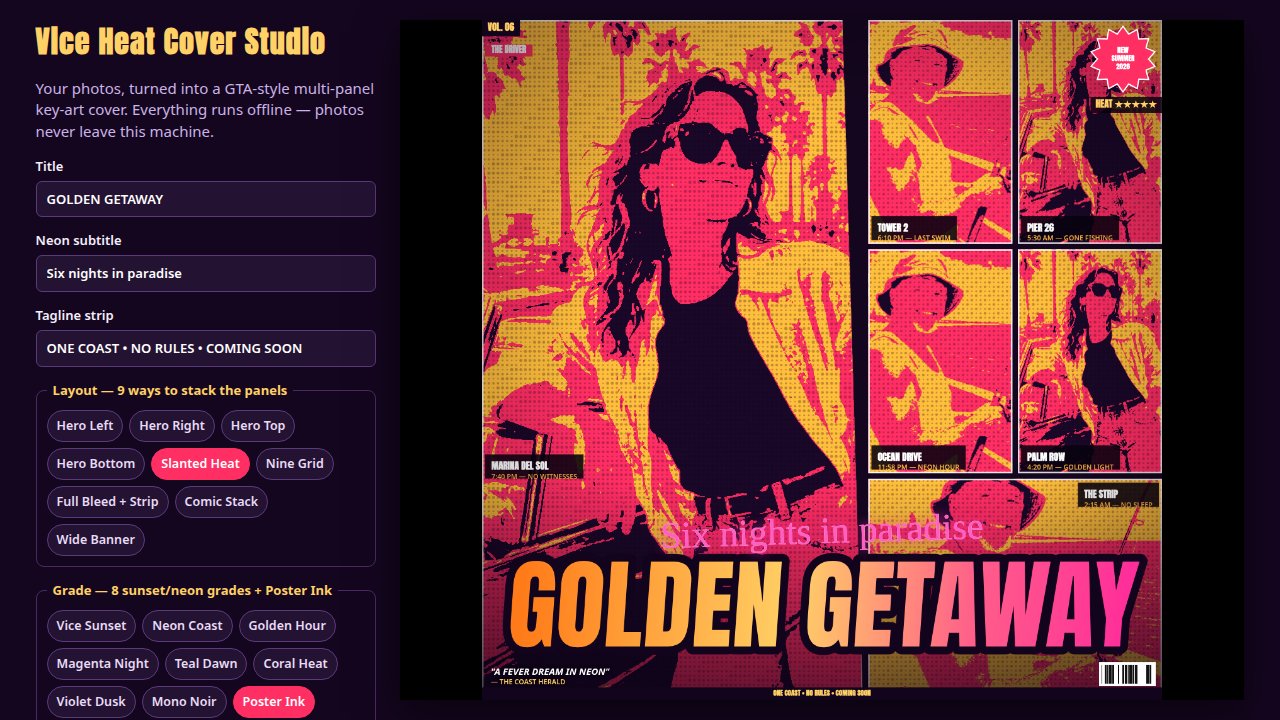 Vice Heat Cover Studio
Your photos, turned into a GTA-style multi-panel
key-art cover. Everything runs offline — photos
never leave this machine.
Title
GOLDEN GETAWAY
Neon subtitle
Six nights in paradise
Tagline strip
ONE COAST • NO RULES • COMING SOON
Layout — 9 ways to stack the panels
Hero Left
Hero Right
Hero Top
Hero Bottom
Slanted Heat
Nine Grid
Full Bleed + Strip
Comic Stack
Wide Banner
Grade — 8 sunset/neon grades + Poster Ink
Vice Sunset
Neon Coast
Golden Hour
Magenta Night
Teal Dawn
Coral Heat
Violet Dusk
Mono Noir
Poster Ink
VOL. 06
THE DRIVER
NEW
SUMMER
2026
HEAT ★★★★★
TOWER 2
6:10 PM — LAST SWIM
PIER 26
5:30 AM — GONE FISHING
MARINA DEL SOL
7:40 PM — NO WITNESSES
OCEAN DRIVE
11:58 PM — NEON HOUR
PALM ROW
4:20 PM — GOLDEN LIGHT
THE STRIP
2:15 AM — NO SLEEP
Six nights in paradise
GOLDEN GETAWAY
"A FEVER DREAM IN NEON"
— THE COAST HERALD
ONE COAST • NO RULES • COMING SOON